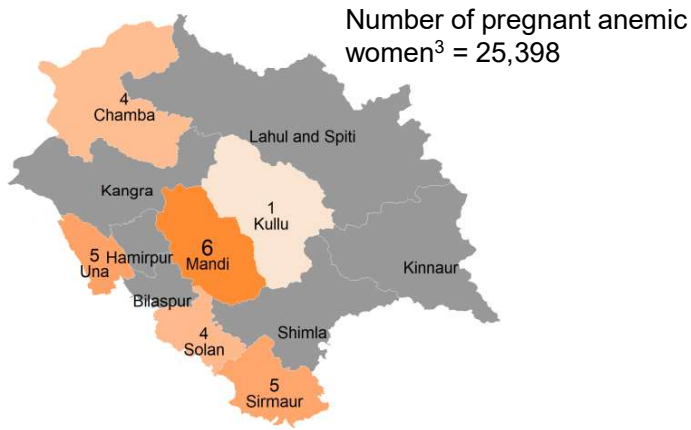 Number of pregnant anemic
women³ = 25,398
4
Chamba
Lahul and Spiti
Kangra
1
Kullu
5
Una
Hamirpur
6
Mandi
Kinnaur
Bilaspur
4
Solan
Shimla
5
Sirmaur